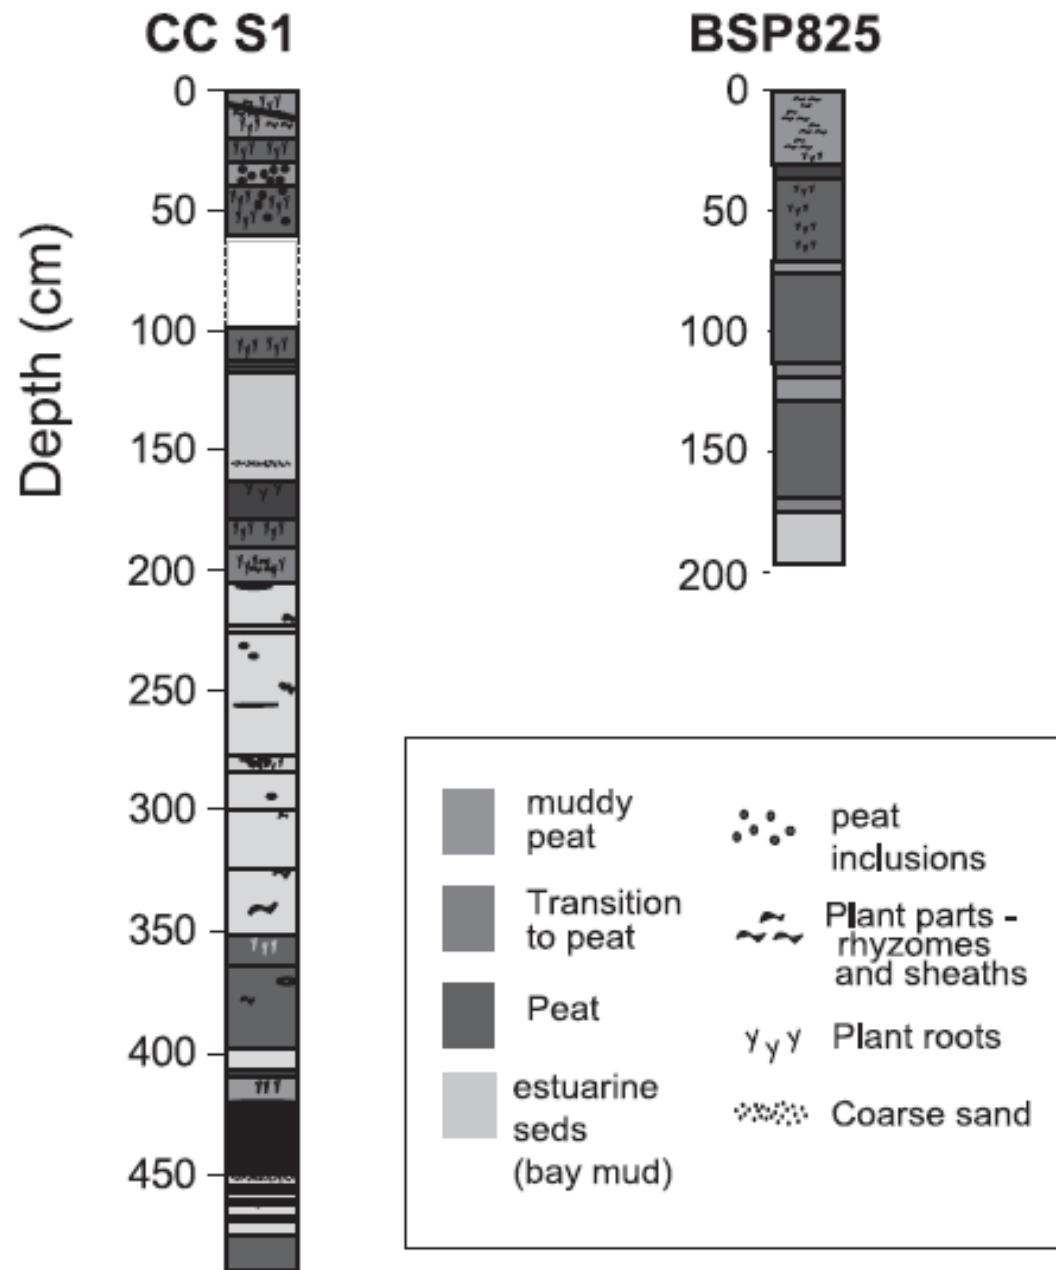 CC S1
BSP825
Depth (cm)
0
50
100
150
200
250
300
350
400
450
0
50
100
150
200
muddy
peat
Transition
to peat
Peat
estuarine
seds
(bay mud)
peat
inclusions
Plant parts -
rhyzomes
and sheaths
Plant roots
Coarse sand